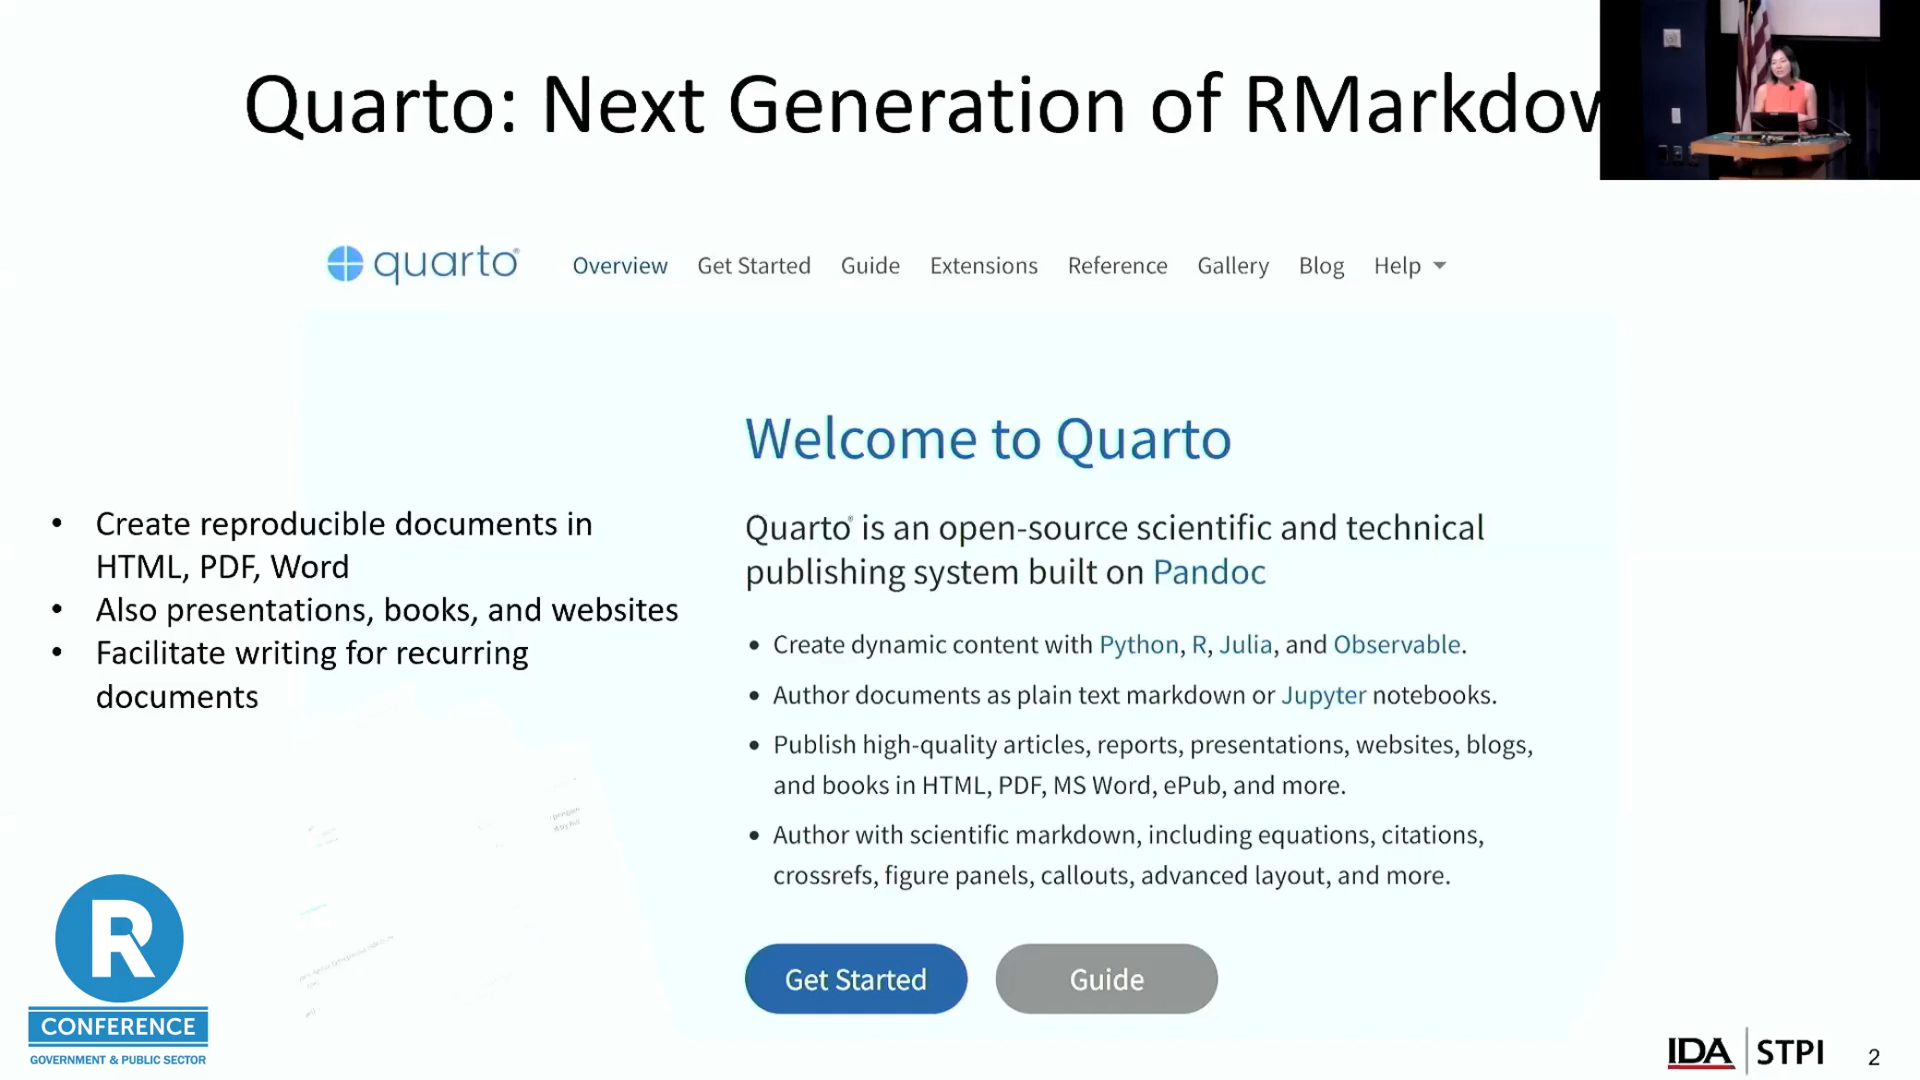 Quarto: Next Generation of RMarkdow
quarto®
Overview Get Started Guide Extensions Reference Gallery Blog Help
Welcome to Quarto
Quarto® is an open-source scientific and technical
publishing system built on Pandoc
• Create dynamic content with Python, R, Julia, and Observable.
• Author documents as plain text markdown or Jupyter notebooks.
• Publish high-quality articles, reports, presentations, websites, blogs,
and books in HTML, PDF, MS Word, ePub, and more.
• Author with scientific markdown, including equations, citations,
crossrefs, figure panels, callouts, advanced layout, and more.
Get Started Guide
• Create reproducible documents in
HTML, PDF, Word
• Also presentations, books, and websites
• Facilitate writing for recurring
documents
R
CONFERENCE
GOVERNMENT & PUBLIC SECTOR
IDA STPI 2